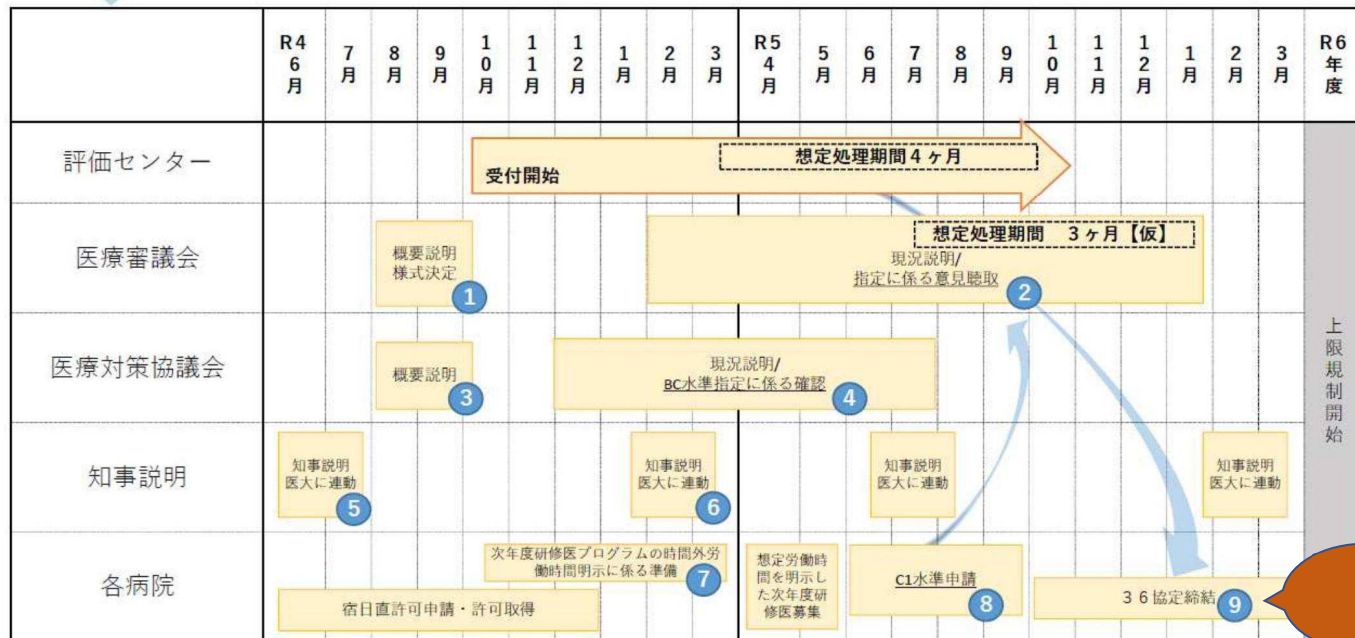 R4
6月
7月
8月
9月
10月
11月
12月
1月
2月
3月
R5
4月
5月
6月
7月
8月
9月
10月
11月
12月
1月
2月
3月
R6年度
評価センター
受付開始
想定処理期間4ヶ月
医療審議会
概要説明
様式決定
1
想定処理期間　3ヶ月【仮】
現況説明/
指定に係る意見聴取
2
医療対策協議会
概要説明
3
現況説明/
BC水準指定に係る確認
4
知事説明
知事説明
医大に連動
5
知事説明
医大に連動
6
知事説明
医大に連動
知事説明
医大に連動
上限規制開始
各病院
次年度研修医プログラムの時間外労
働時間明示に係る準備
7
宿日直許可申請・許可取得
想定労働時
間を明示し
た次年度研
修医募集
C1水準申請
8
36協定締結
9